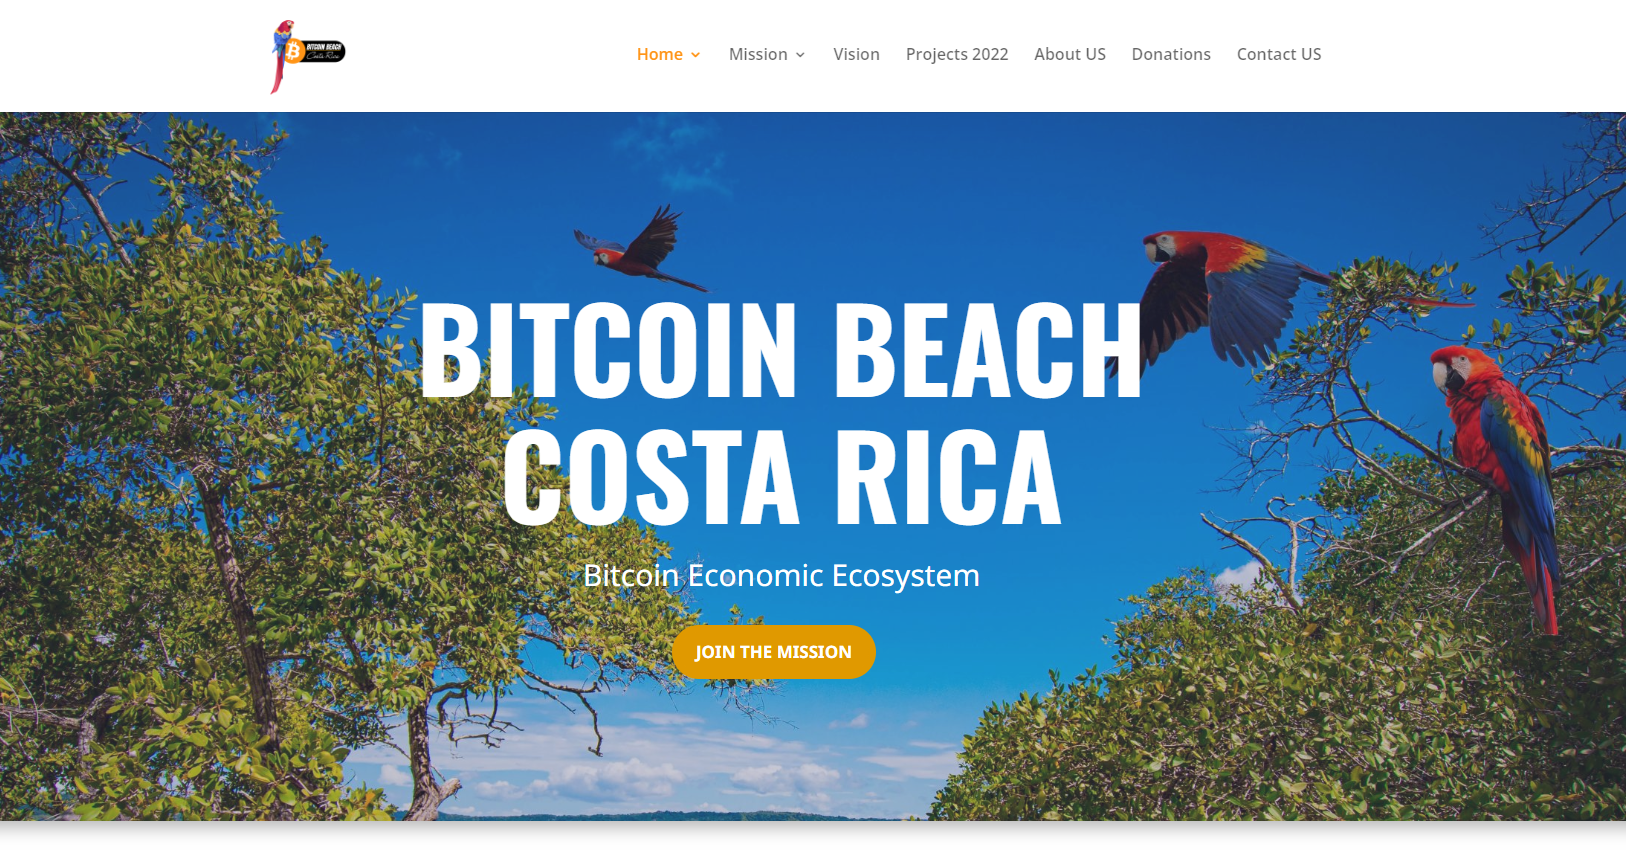 BITCOIN BEACH
Costa Rica
Home Mission Vision Projects 2022 About US Donations Contact US
BITCOIN BEACH
COSTA RICA
Bitcoin Economic Ecosystem
JOIN THE MISSION